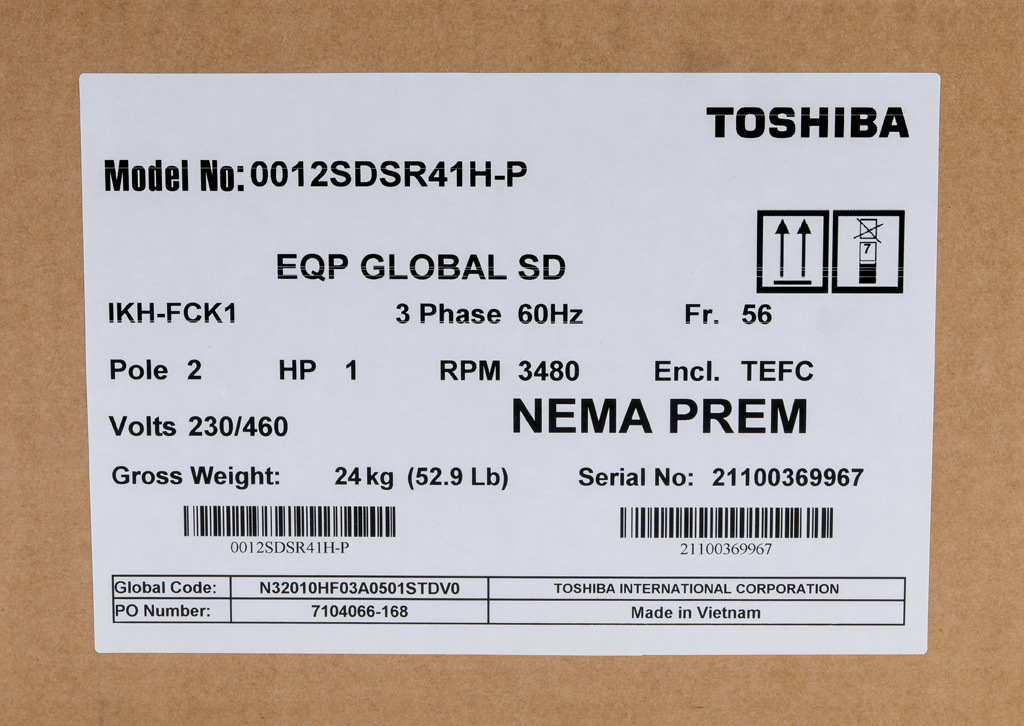 TOSHIBA
Model No: 0012SDSR41H-P
7
EQP GLOBAL SD
IKH-FCK1 3 Phase 60Hz Fr. 56
Pole 2 HP 1 RPM 3480 Encl. TEFC
Volts 230/460 NEMA PREM
Gross Weight: 24 kg (52.9 Lb) Serial No: 21100369967
0012SDSR41H-P 21100369967
Global Code: N32010HF03A0501STDV0 TOSHIBA INTERNATIONAL CORPORATION
PO Number: 7104066-168 Made in Vietnam